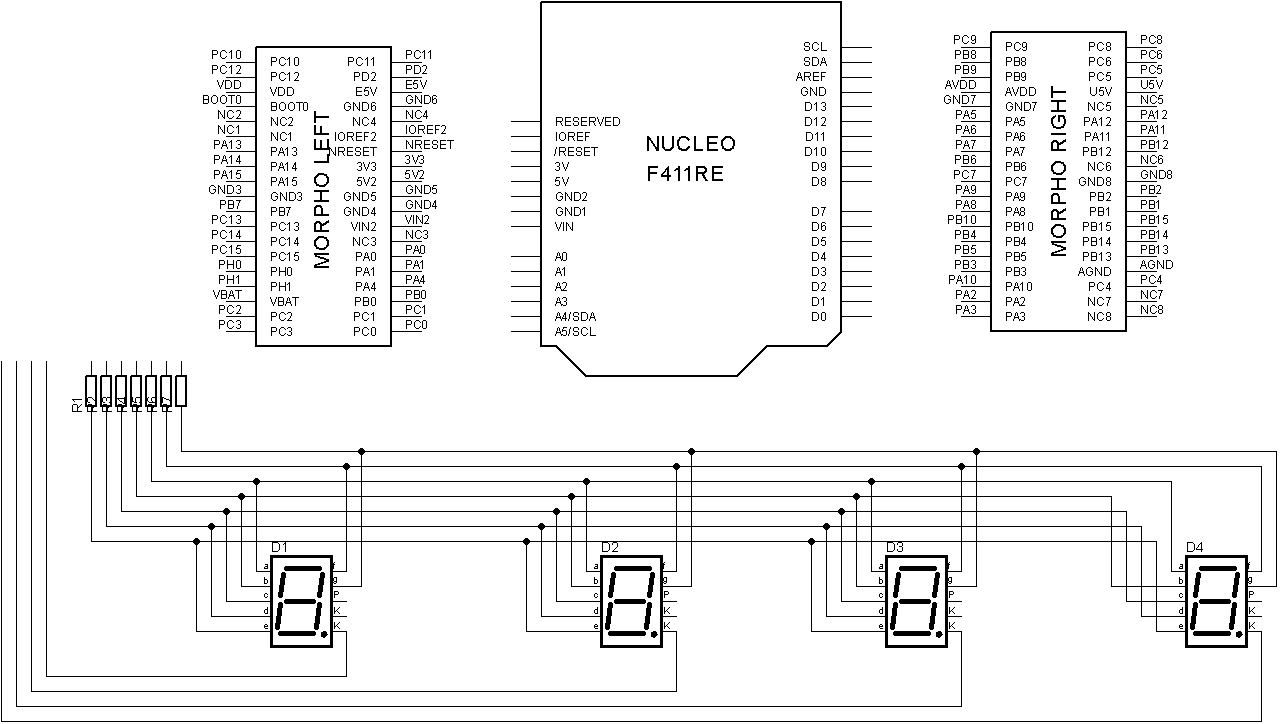 PC10 PC10 PC11 PC11
PC12 PC12 PD2 PD2
VDD VDD E5V E5V
BOOT0 BOOT0 GND6 GND6
NC2 NC2 NC4 NC4
NC1 NC1 IOREF2 IOREF2
PA13 PA13 NRESET NRESET
PA14 PA14 3V3 3V3
PA15 PA15 5V2 5V2
GND3 GND3 GND5 GND5
PB7 PB7 GND4 GND4
PC13 PC13 VIN2 VIN2
PC14 PC14 NC3 NC3
PC15 PC15 PA0 PA0
PH0 PH0 PA1 PA1
PH1 PH1 PA4 PA4
VBAT VBAT PB0 PB0
PC2 PC2 PC1 PC1
PC3 PC3 PC0 PC0
MORPHO LEFT
SCL
SDA
AREF
GND
D13
RESERVED D12
IOREF D11
/RESET D10
3V D9
5V D8
GND2
GND1 D7
VIN D6
D5
A0 D4
A1 D3
A2 D2
A3 D1
A4/SDA D0
A5/SCL
NUCLEO
F411RE
PC9 PC9 PC8 PC8
PB8 PB8 PC6 PC6
PB9 PB9 PC5 PC5
AVDD AVDD U5V U5V
GND7 GND7 NC5 NC5
PA5 PA5 PA12 PA12
PA6 PA6 PA11 PA11
PA7 PA7 PB12 PB12
PB6 PB6 NC6 NC6
PC7 PC7 GND8 GND8
PA9 PA9 PB2 PB2
PA8 PA8 PB1 PB1
PB10 PB10 PB15 PB15
PB4 PB4 PB14 PB14
PB5 PB5 PB13 PB13
PB3 PB3 AGND AGND
PA10 PA10 PC4 PC4
PA2 PA2 NC7 NC7
PA3 PA3 NC8 NC8
MORPHO RIGHT
R1 R2 R3 R4 R5 R6 R7
D1 D2 D3 D4
a f a f a f a f
b g b g b g b g
c P c P c P c P
d K d K d K d K
e K e K e K e K